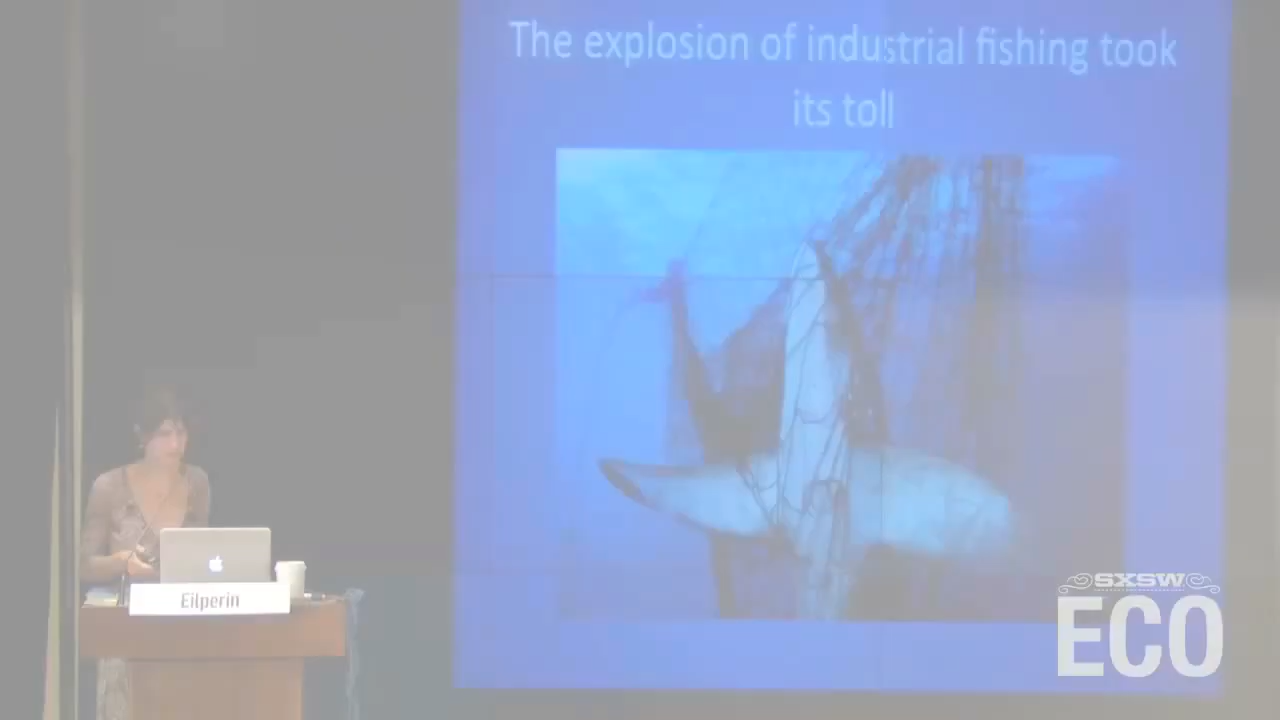 The explosion of industrial fishing took
its toll
Eilperin
SXSW
ECO